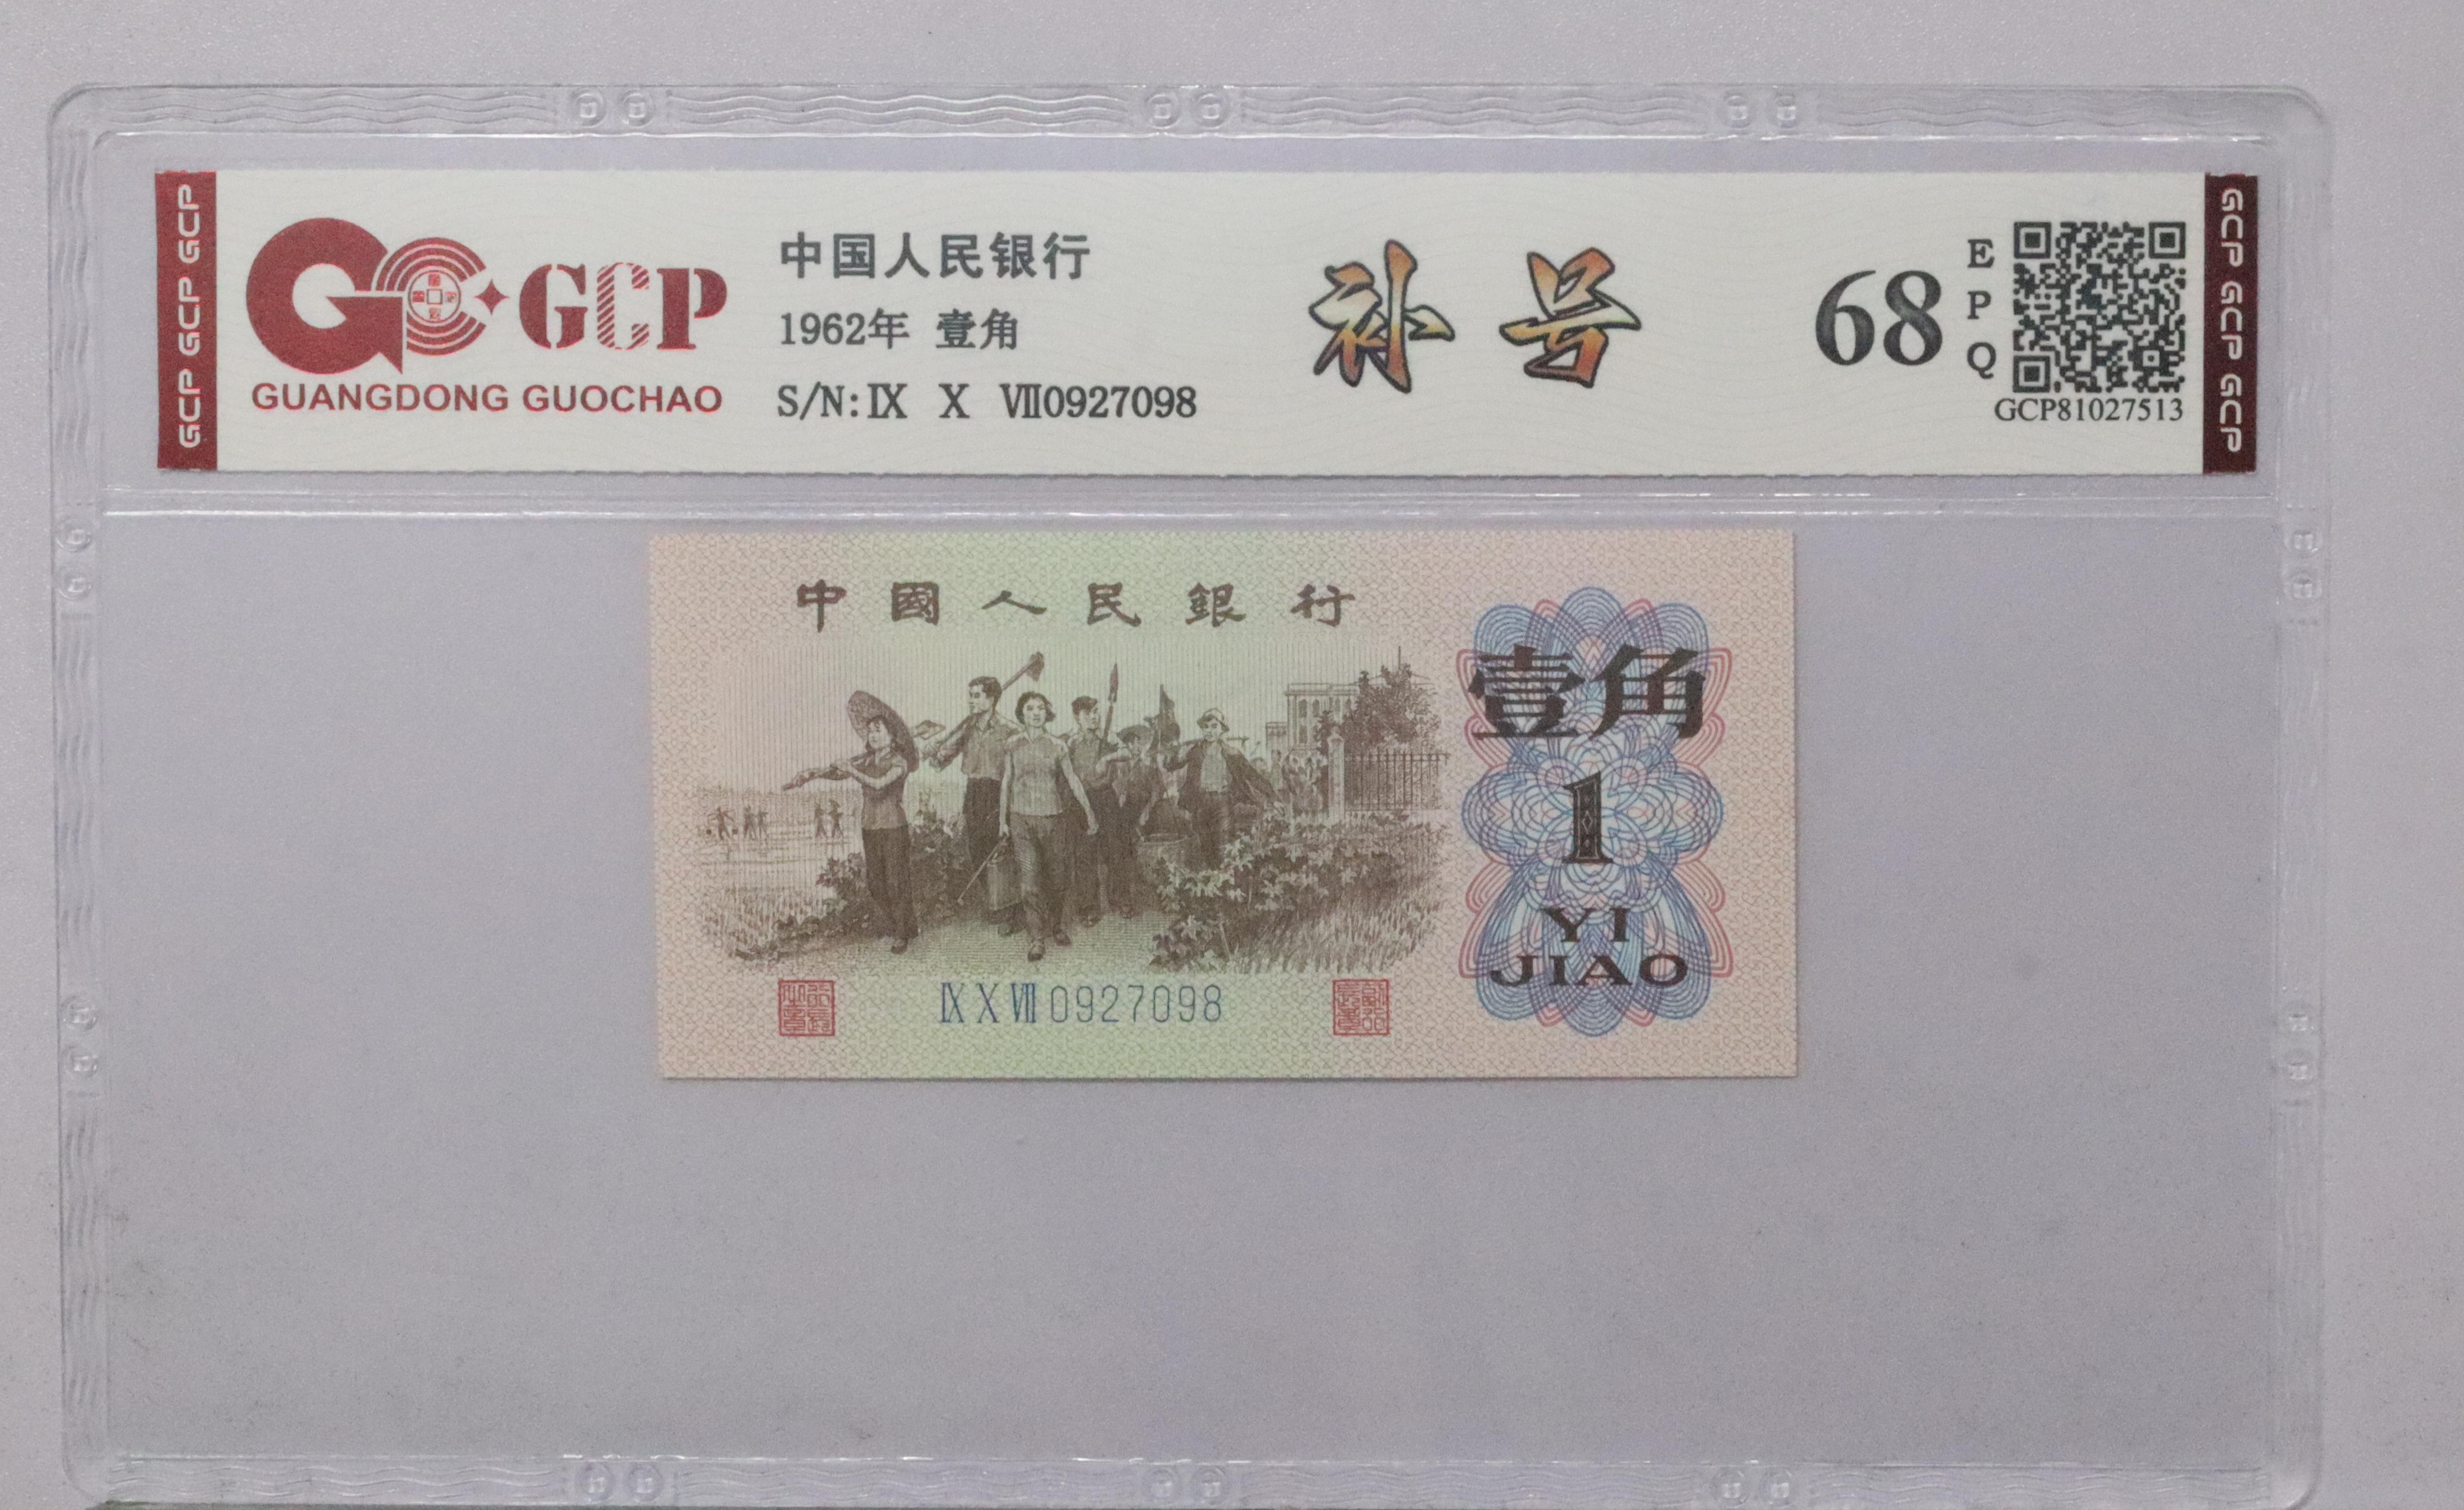 GCP GCP GCP
GCP
GUANGDONG GUOCHAO
中国人民银行
1962年 壹角
S/N:Ⅸ Ⅹ Ⅶ0927098
补号
68
EPQ
GCP81027513
GCP GCP GCP
中國人民銀行
壹角
1
YI
JIAO
ⅨⅩⅦ0927098